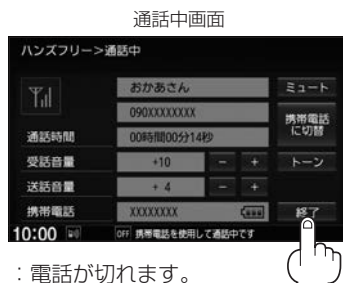 通話中画面
ハンズフリー＞通話中
おかあさん
ミュート
090XXXXXXXX
携帯電話
に切替
通話時間 00時間00分14秒
受話音量 +10 － + トーン
送話音量 + 4 － +
携帯電話 XXXXXXXX 終了
10:00 OFF 携帯電話を使用して通話中です
：電話が切れます。